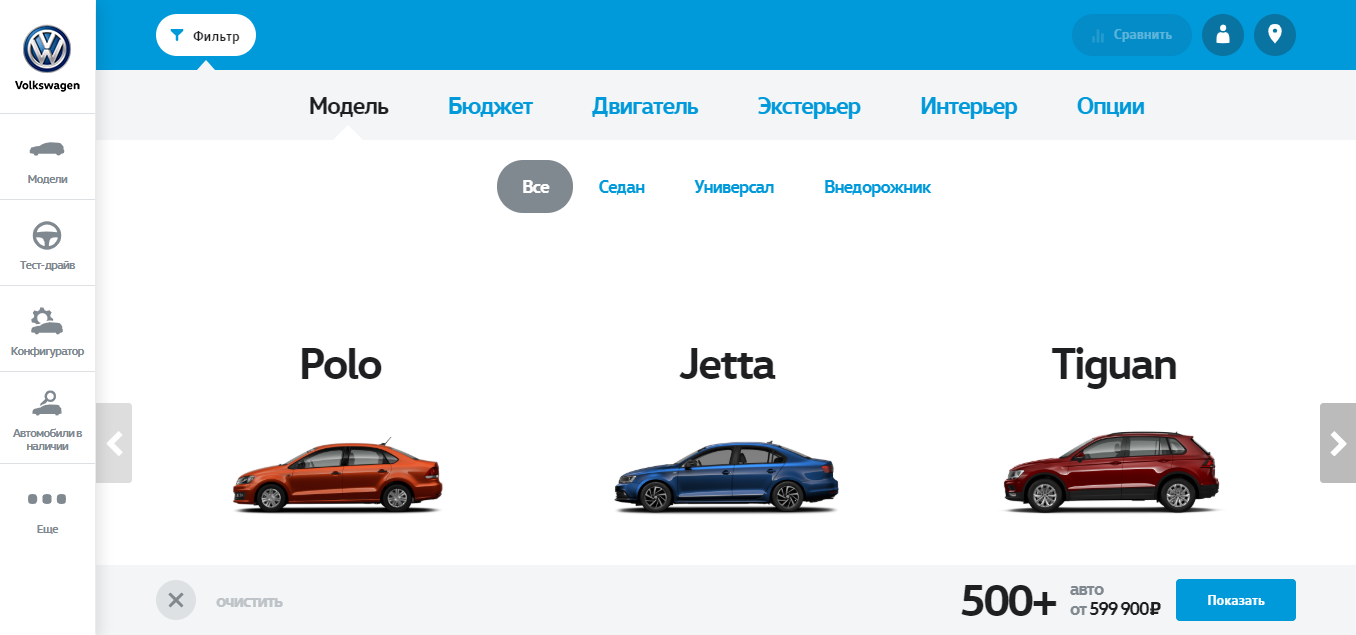 Volkswagen
Модели
Тест-драйв
Конфигуратор
Автомобили в
наличии
Еще
Фильтр
Сравнить
Модель Бюджет Двигатель Экстерьер Интерьер Опции
Все Седан Универсал Внедорожник
Polo Jetta Tiguan
очистить
500+
авто
от 599 900₽
Показать